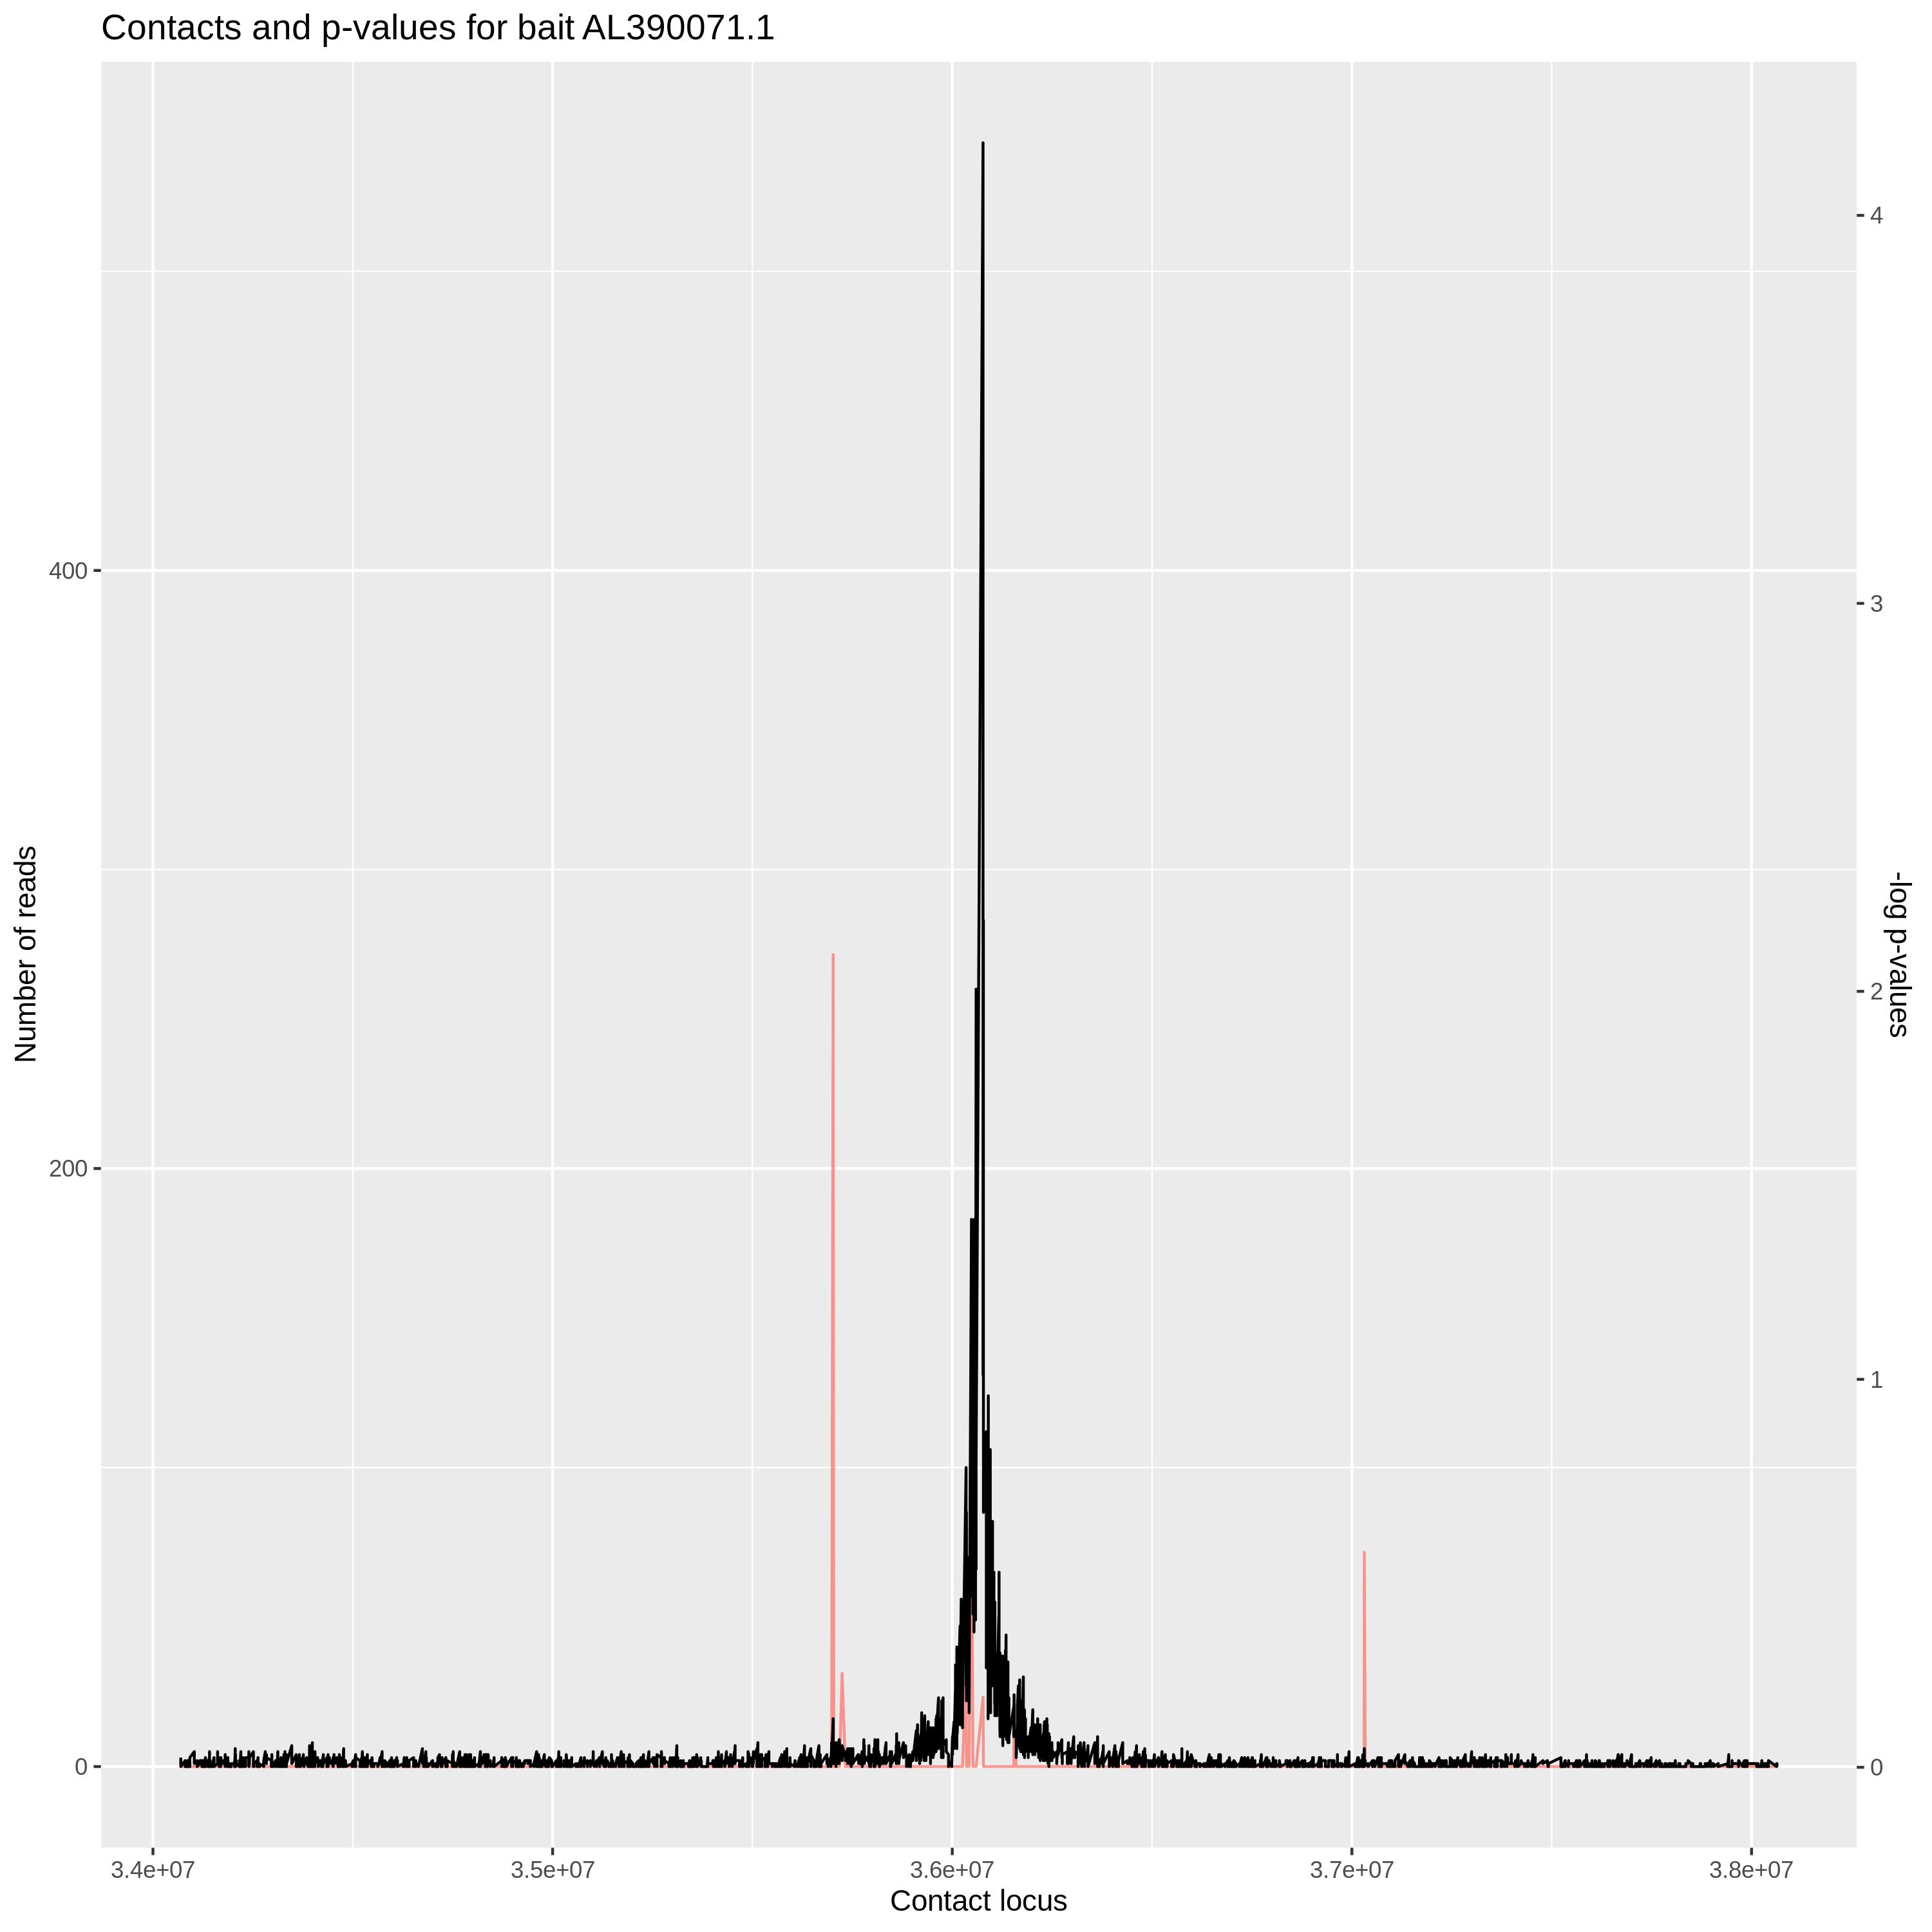 Contacts and p-values for bait AL390071.1
Number of reads
400
200
0
4
3
2
1
0
-log p-values
3.4e+07 3.5e+07 3.6e+07 3.7e+07 3.8e+07
Contact locus